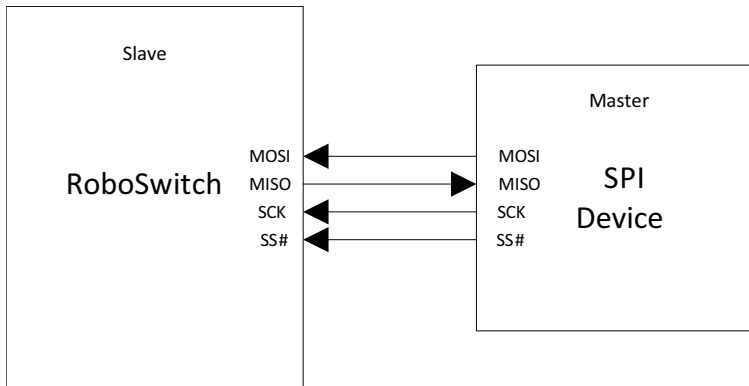 Slave
RoboSwitch
MOSI
MISO
SCK
SS#
Master
SPI
Device
MOSI
MISO
SCK
SS#